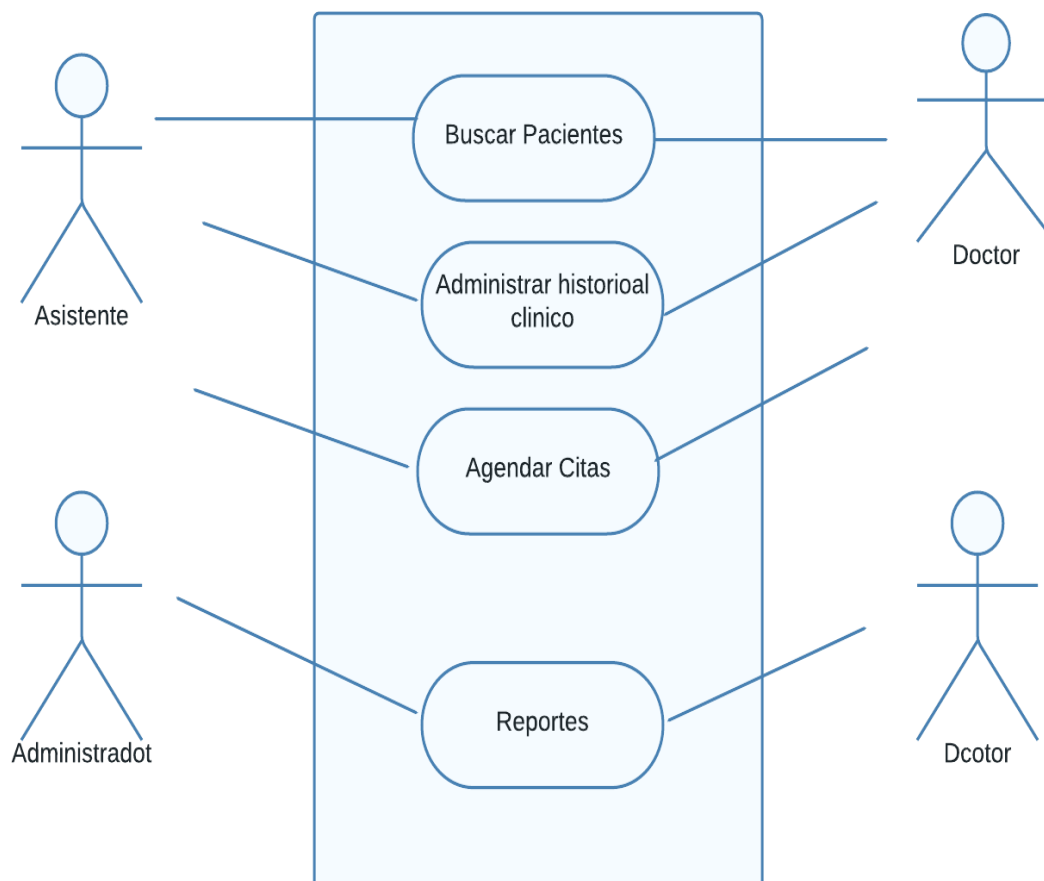 Buscar Pacientes
Doctor
Administrar historioal
clinico
Asistente
Agendar Citas
Reportes
Administradot
Dcotor